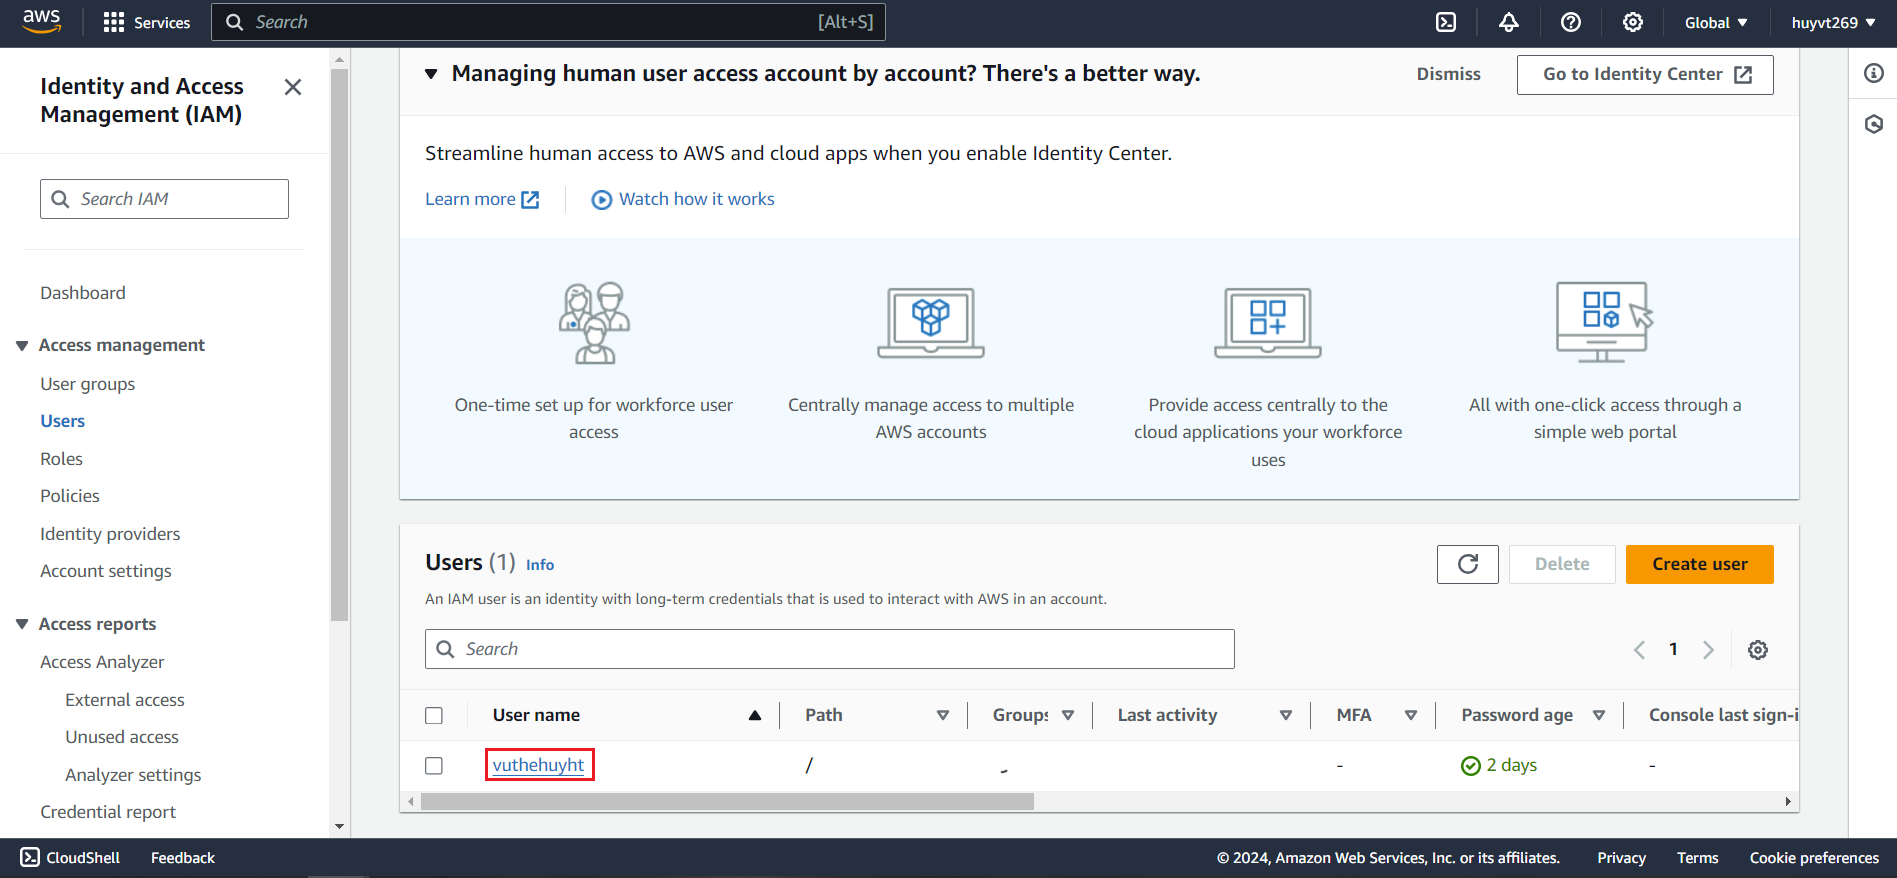 aws
Services
Search
[Alt+S]
Global
huyvt269
Identity and Access
Management (IAM)
Search IAM
Dashboard
Access management
User groups
Users
Roles
Policies
Identity providers
Account settings
Access reports
Access Analyzer
External access
Unused access
Analyzer settings
Credential report
Managing human user access account by account? There's a better way.
Dismiss
Go to Identity Center
Streamline human access to AWS and cloud apps when you enable Identity Center.
Learn more
Watch how it works
One-time set up for workforce user
access
Centrally manage access to multiple
AWS accounts
Provide access centrally to the
cloud applications your workforce
uses
All with one-click access through a
simple web portal
Users (1) Info
Delete
Create user
An IAM user is an identity with long-term credentials that is used to interact with AWS in an account.
Search
1
User name
Path
Groups
Last activity
MFA
Password age
Console last sign-i
vuthehuyht
/
-
2 days
-
CloudShell
Feedback
© 2024, Amazon Web Services, Inc. or its affiliates.
Privacy
Terms
Cookie preferences